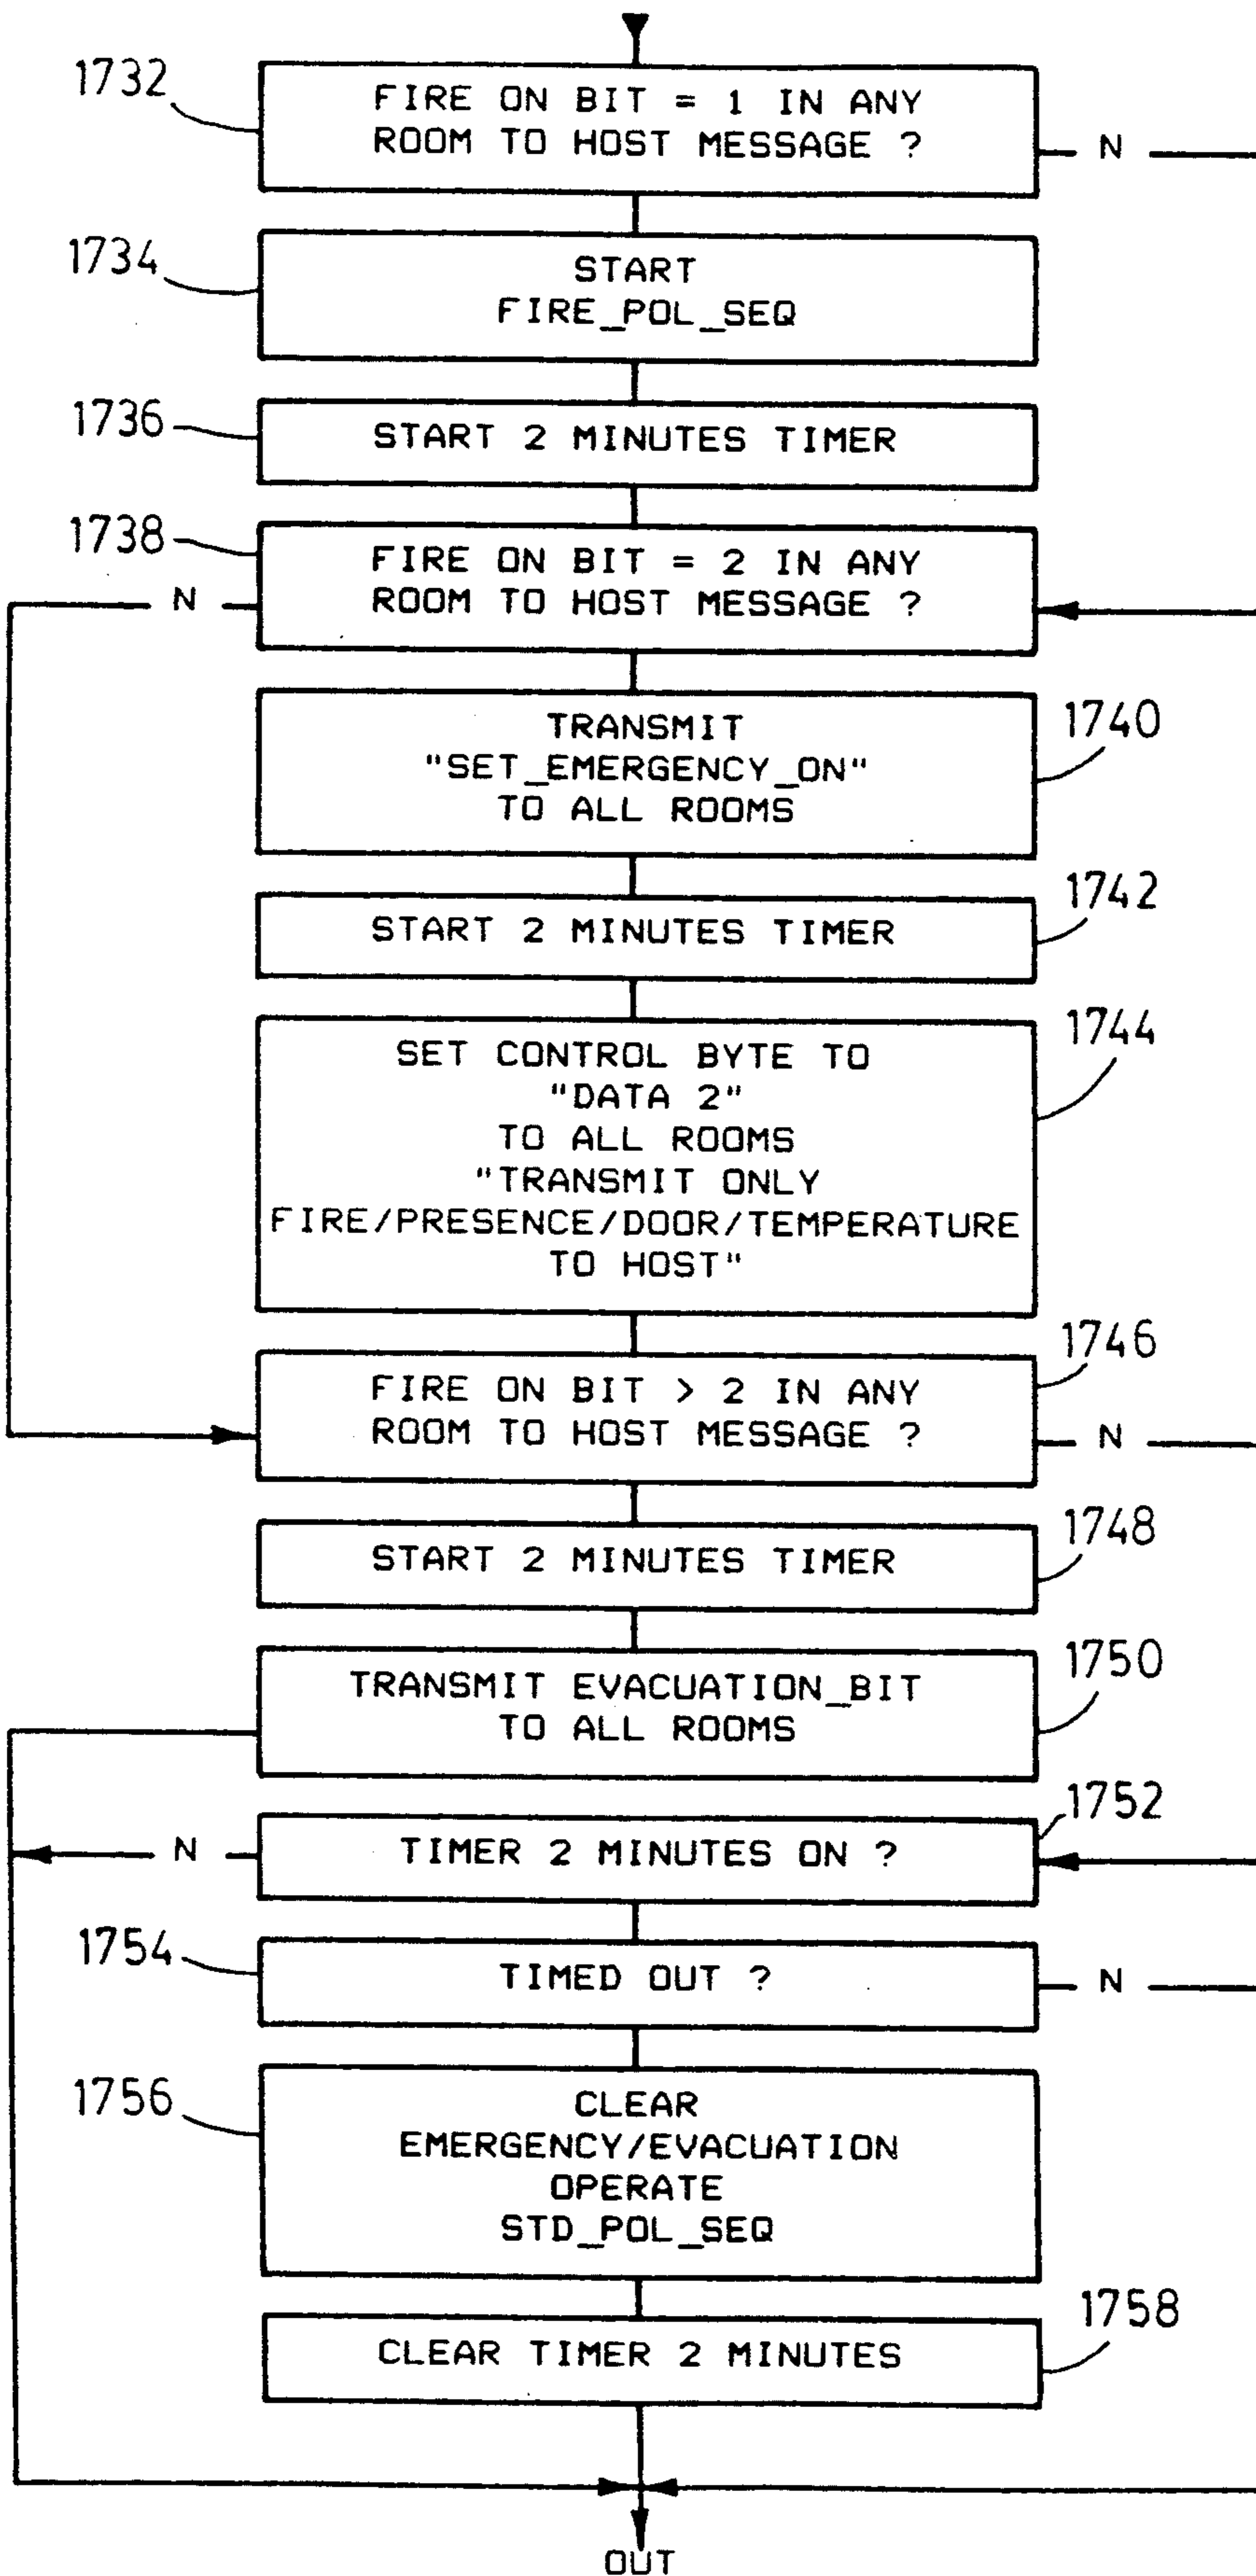 1732
FIRE ON BIT = 1 IN ANY
ROOM TO HOST MESSAGE ?
N
1734
START
FIRE_POL_SEQ
1736
START 2 MINUTES TIMER
1738
FIRE ON BIT = 2 IN ANY
ROOM TO HOST MESSAGE ?
N
1740
TRANSMIT
"SET_EMERGENCY_ON"
TO ALL ROOMS
1742
START 2 MINUTES TIMER
1744
SET CONTROL BYTE TO
"DATA 2"
TO ALL ROOMS
"TRANSMIT ONLY
FIRE/PRESENCE/DOOR/TEMPERATURE
TO HOST"
1746
FIRE ON BIT > 2 IN ANY
ROOM TO HOST MESSAGE ?
N
1748
START 2 MINUTES TIMER
1750
TRANSMIT EVACUATION_BIT
TO ALL ROOMS
1752
N
TIMER 2 MINUTES ON ?
1754
TIMED OUT ?
N
1756
CLEAR
EMERGENCY/EVACUATION
OPERATE
STD_POL_SEQ
1758
CLEAR TIMER 2 MINUTES
OUT